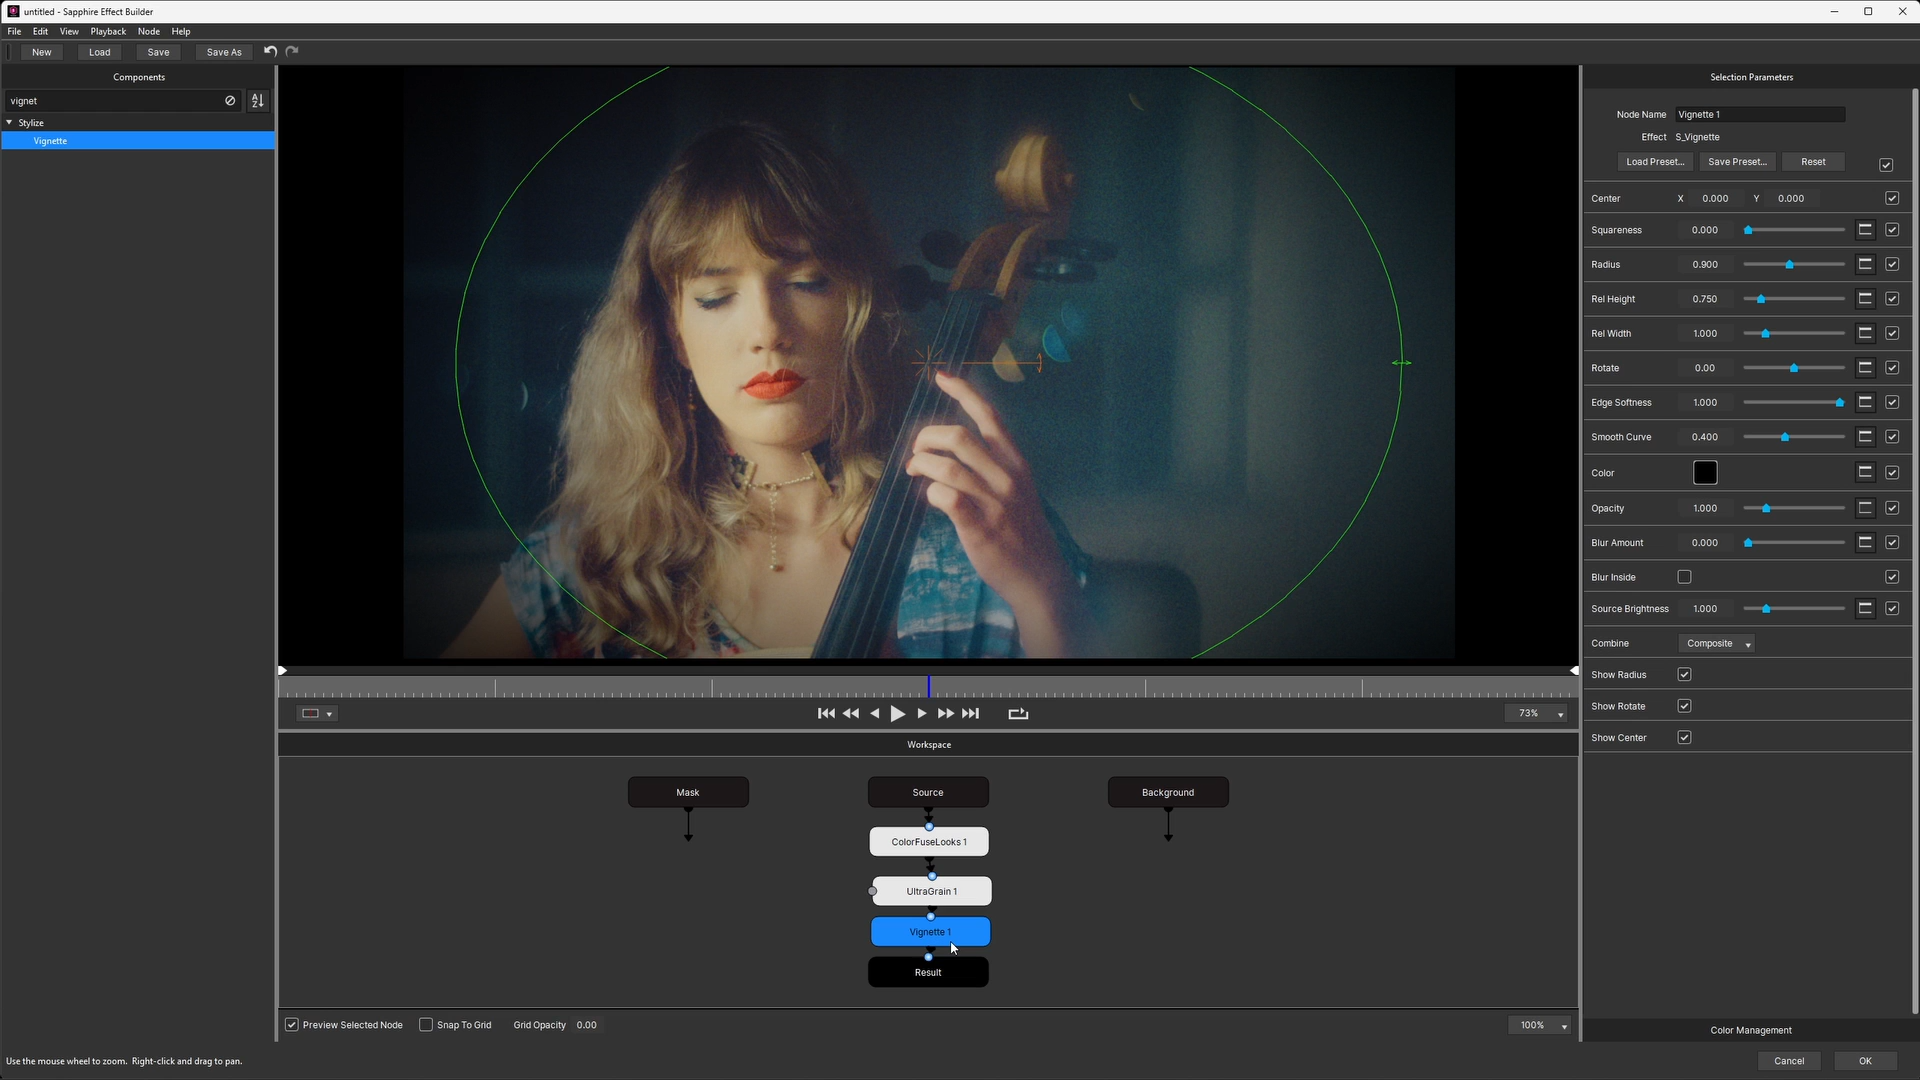 untitled - Sapphire Effect Builder
File Edit View Playback Node Help
New Load Save Save As
Components
vignet
A
Z
Stylize
Vignette
Selection Parameters
Node Name Vignette 1
Effect S_Vignette
Load Preset... Save Preset... Reset
Center X 0.000 Y 0.000
Squareness 0.000
Radius 0.900
Rel Height 0.750
Rel Width 1.000
Rotate 0.00
Edge Softness 1.000
Smooth Curve 0.400
Color
Opacity 1.000
Blur Amount 0.000
Blur Inside
Source Brightness 1.000
Combine Composite
Show Radius
Show Rotate
Show Center
73%
Workspace
Mask Source Background
ColorFuseLooks 1
UltraGrain 1
Vignette 1
Result
Preview Selected Node Snap To Grid Grid Opacity 0.00 100%
Color Management
Use the mouse wheel to zoom. Right-click and drag to pan.
Cancel OK